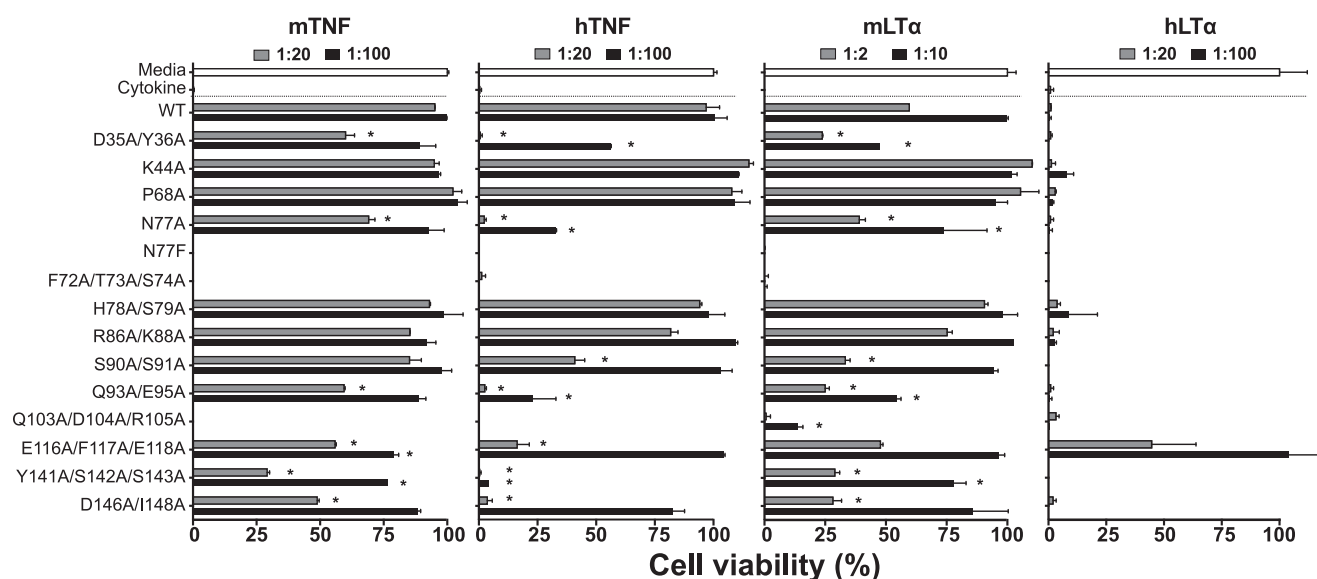 mTNF hTNF mLTα hLTα
1:20 1:100 1:20 1:100 1:2 1:10 1:20 1:100
Media
Cytokine
WT
D35A/Y36A * * * * *
K44A
P68A
N77A * * * * *
N77F
F72A/T73A/S74A
H78A/S79A
R86A/K88A
S90A/S91A * *
Q93A/E95A * * * * *
Q103A/D104A/R105A *
E116A/F117A/E118A * * *
Y141A/S142A/S143A * * * * * *
D146A/I148A * * *
0 25 50 75 100 0 25 50 75 100 0 25 50 75 100 0 25 50 75 100
Cell viability (%)